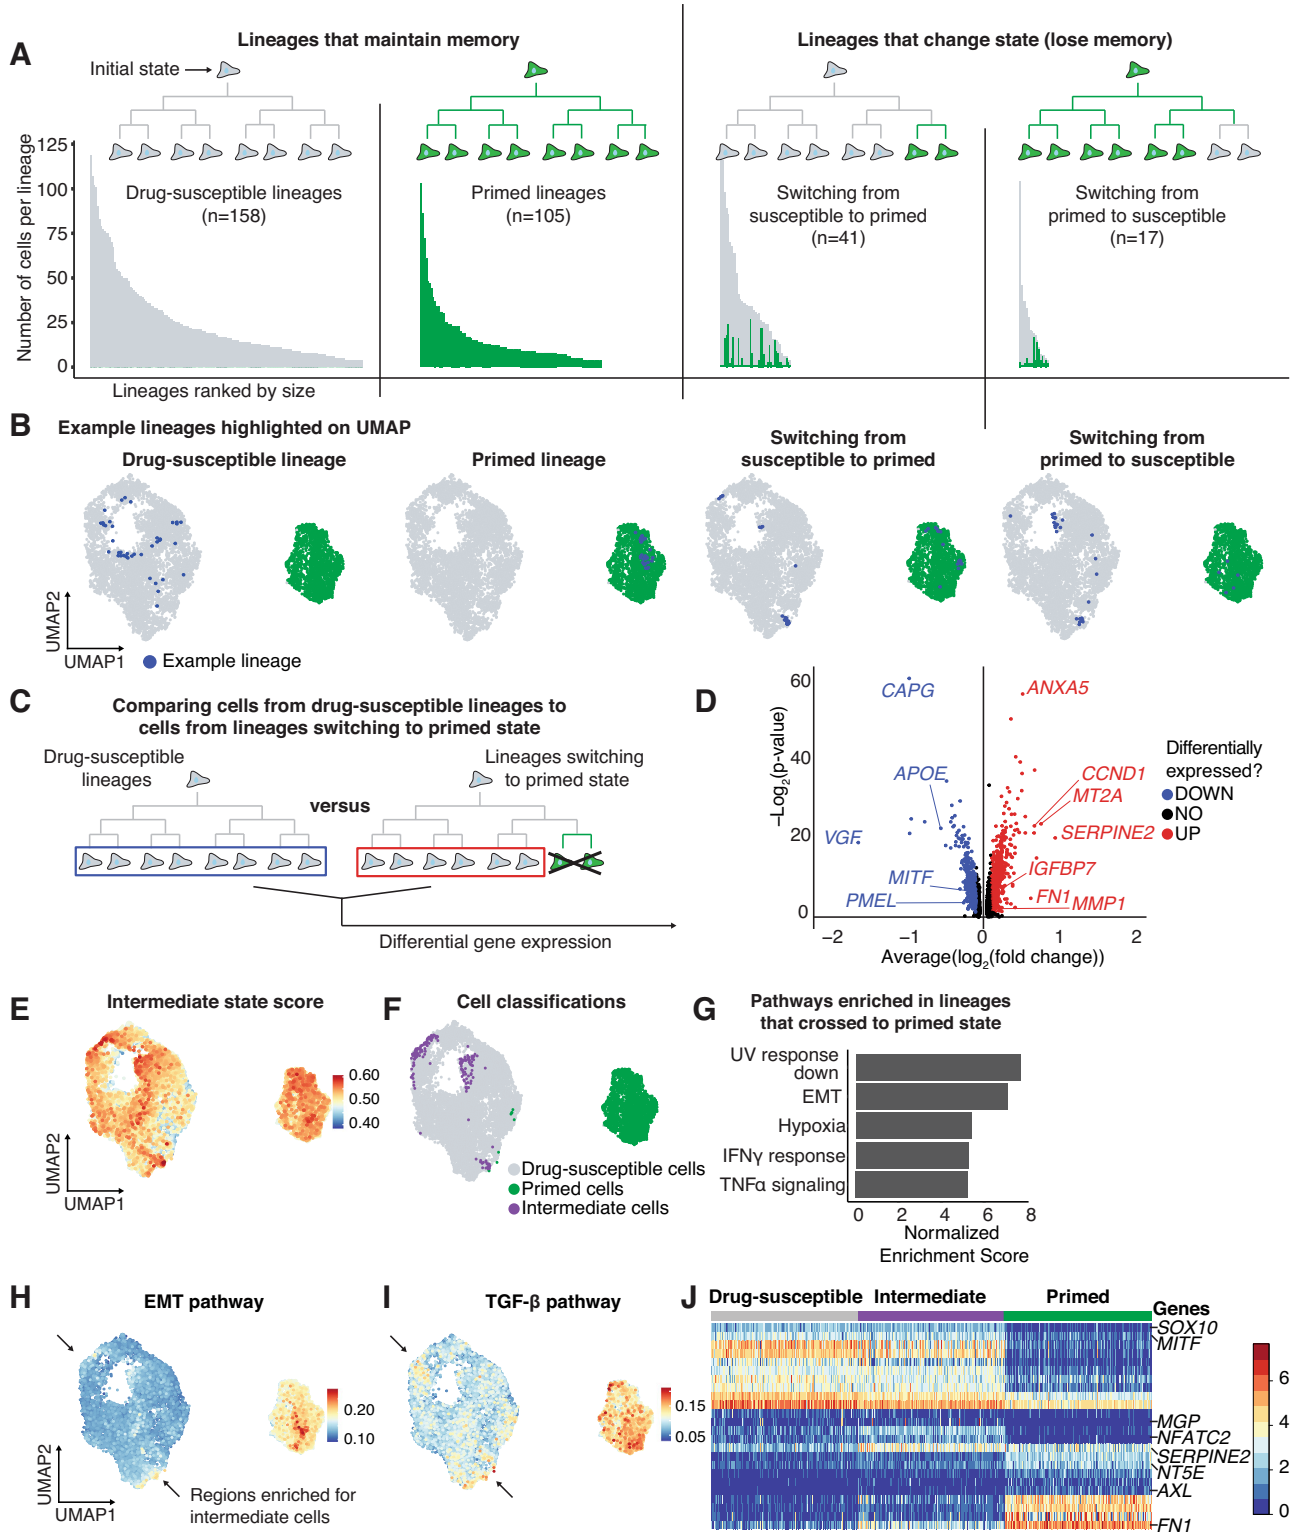 A
Lineages that maintain memory
Lineages that change state (lose memory)
Initial state
Number of cells per lineage
125
100
75
50
25
0
Drug-susceptible lineages
(n=158)
Primed lineages
(n=105)
Switching from
susceptible to primed
(n=41)
Switching from
primed to susceptible
(n=17)
Lineages ranked by size
B
Example lineages highlighted on UMAP
Drug-susceptible lineage
Primed lineage
Switching from
susceptible to primed
Switching from
primed to susceptible
UMAP2
UMAP1
Example lineage
C
Comparing cells from drug-susceptible lineages to
cells from lineages switching to primed state
Drug-susceptible
lineages
versus
Lineages switching
to primed state
Differential gene expression
D
−Log2(p-value)
60
40
20
0
CAPG
ANXA5
APOE
CCND1
MT2A
VGF
SERPINE2
MITF
IGFBP7
PMEL
FN1
MMP1
−2
−1
0
1
2
Average(log2(fold change))
Differentially
expressed?
DOWN
NO
UP
E
Intermediate state score
0.60
0.50
0.40
UMAP2
UMAP1
F
Cell classifications
Drug-susceptible cells
Primed cells
Intermediate cells
G
Pathways enriched in lineages
that crossed to primed state
UV response
down
EMT
Hypoxia
IFNγ response
TNFα signaling
0
2
4
6
8
Normalized
Enrichment Score
H
EMT pathway
0.20
0.10
UMAP2
UMAP1
Regions enriched for
intermediate cells
I
TGF-β pathway
0.15
0.05
J
Drug-susceptible
Intermediate
Primed
Genes
SOX10
MITF
MGP
NFATC2
SERPINE2
NT5E
AXL
FN1
6
4
2
0